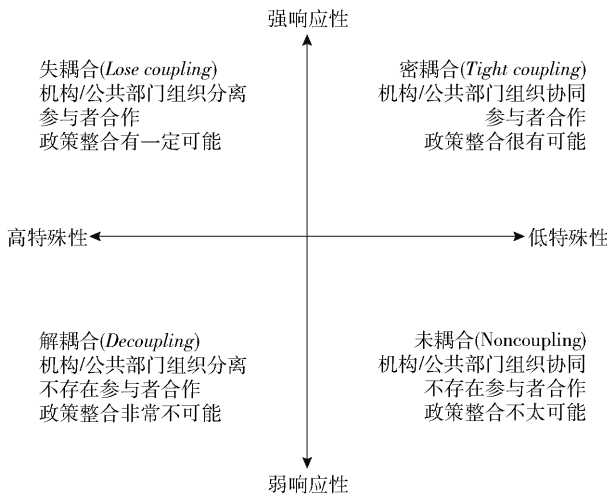 强响应性
失耦合(Lose coupling)
机构/公共部门组织分离
参与者合作
政策整合有一定可能
密耦合(Tight coupling)
机构/公共部门组织协同
参与者合作
政策整合很有可能
高特殊性
低特殊性
解耦合(Decoupling)
机构/公共部门组织分离
不存在参与者合作
政策整合非常不可能
未耦合(Noncoupling)
机构/公共部门组织协同
不存在参与者合作
政策整合不太可能
弱响应性